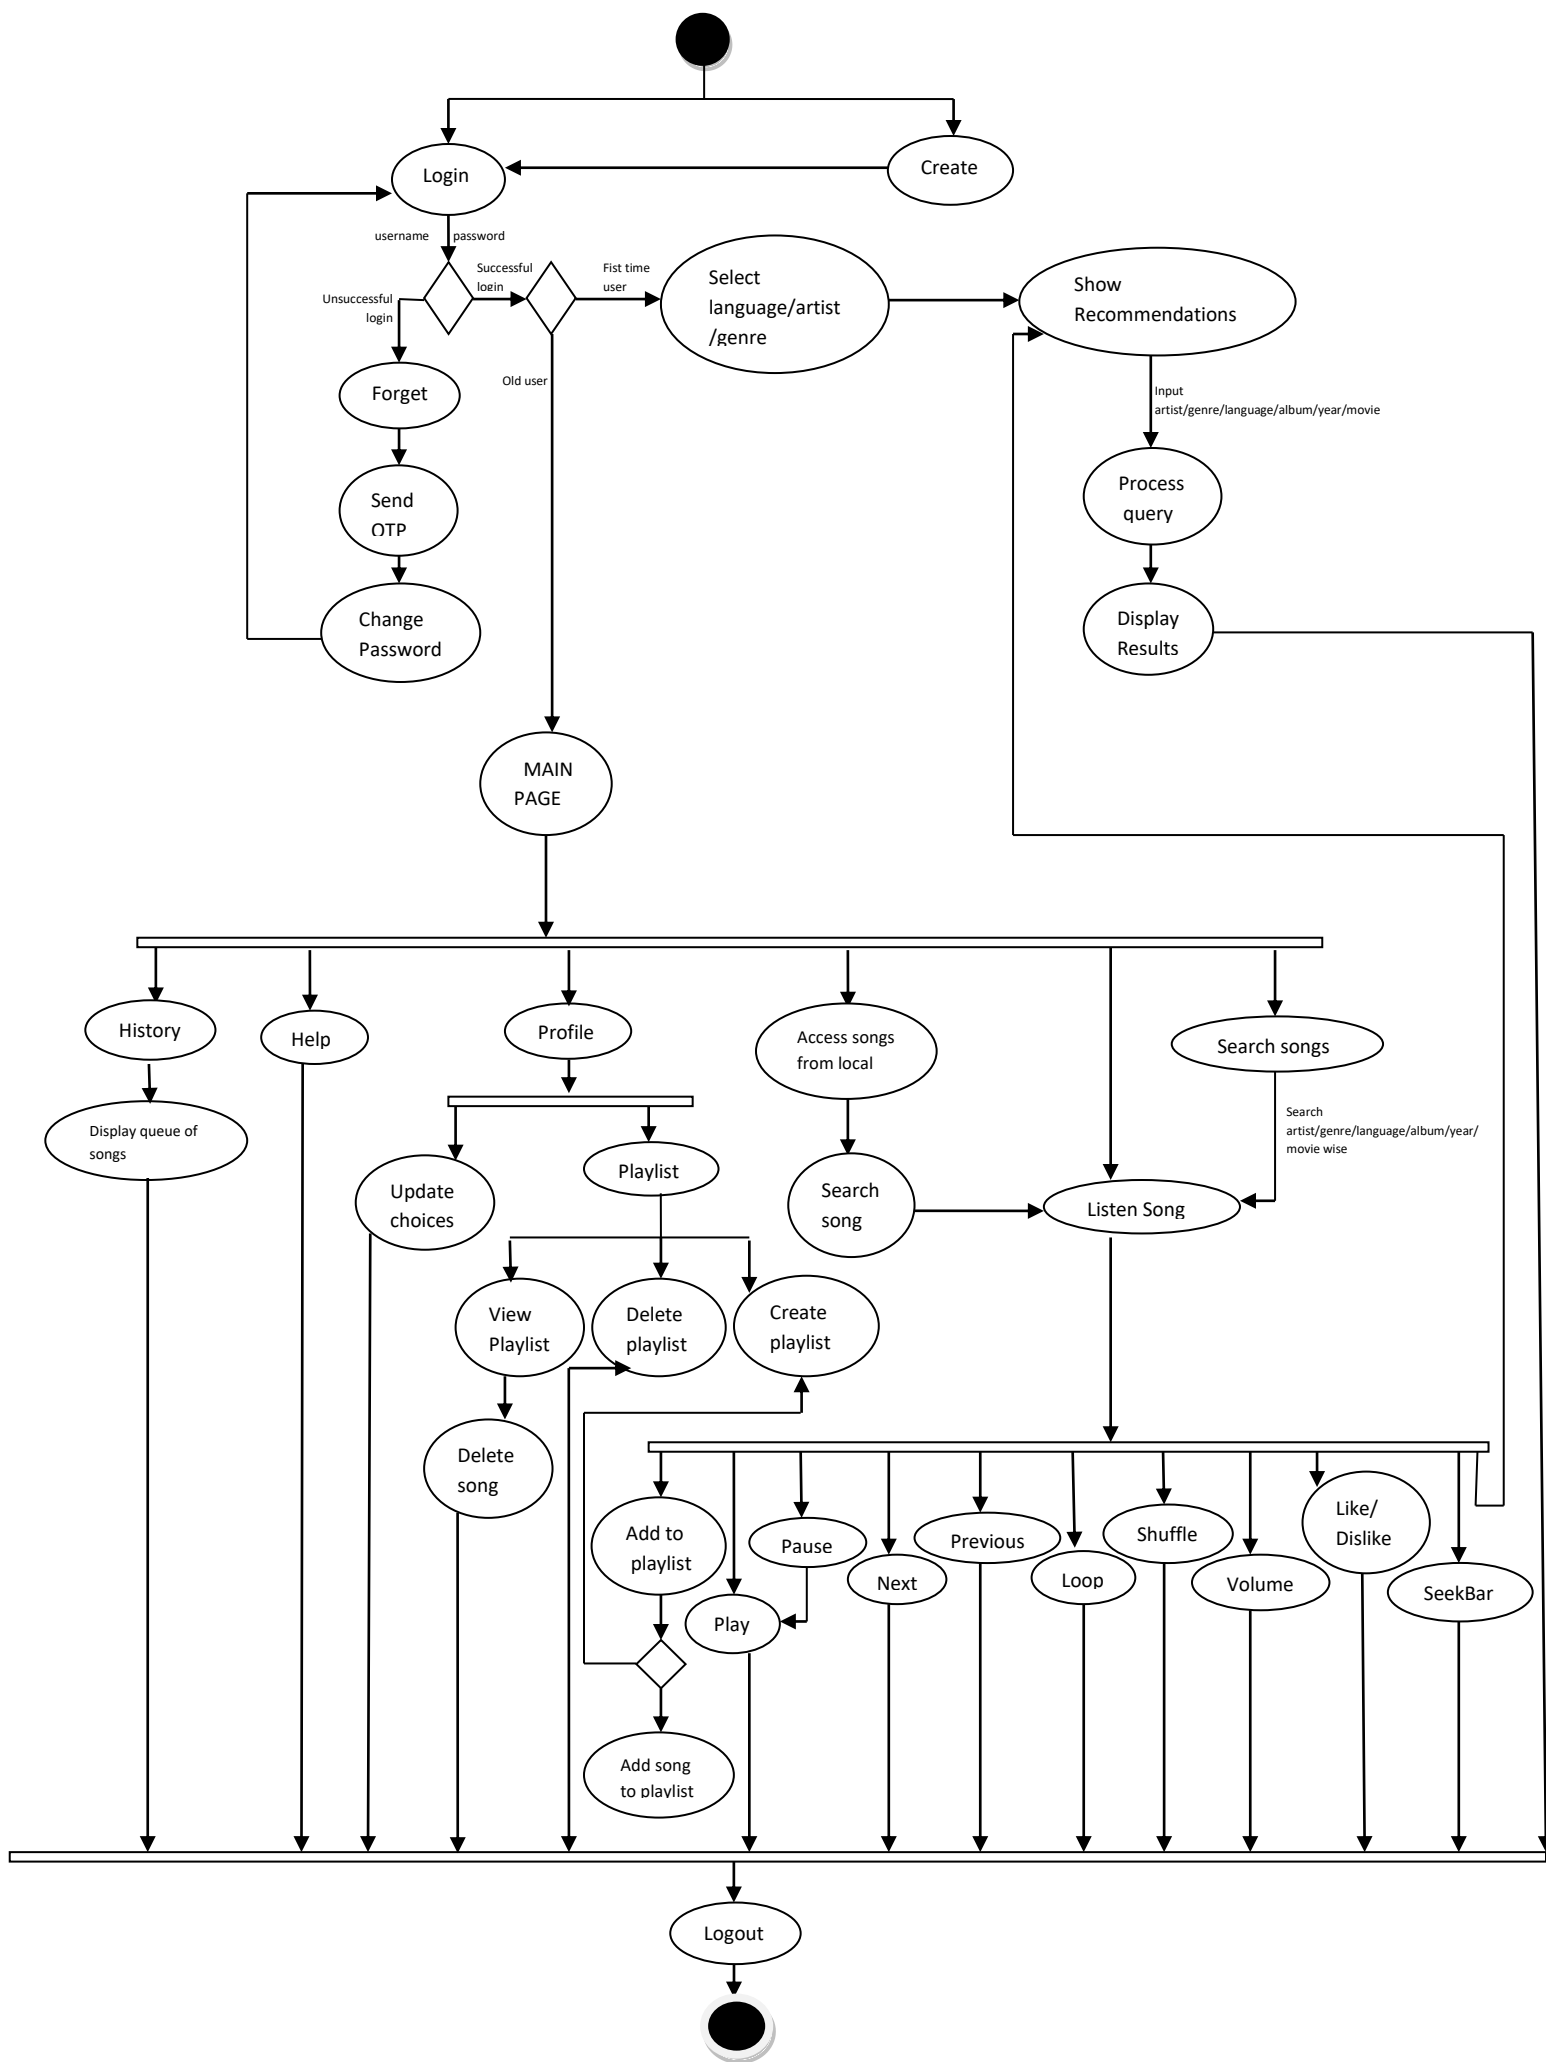 Login
Create
username
password
Successful
login
Fist time
user
Unsuccessful
login
Select
language/artist
/genre
Show
Recommendations
Old user
Forget
Input
artist/genre/language/album/year/movie
Send
OTP
Process
query
Change
Password
Display
Results
MAIN
PAGE
History
Help
Profile
Access songs
from local
Search songs
Display queue of
songs
Search
artist/genre/language/album/year/
movie wise
Update
choices
Playlist
Search
song
Listen Song
View
Playlist
Delete
playlist
Create
playlist
Delete
song
Add to
playlist
Pause
Next
Previous
Loop
Shuffle
Volume
Like/
Dislike
SeekBar
Play
Add song
to playlist
Logout